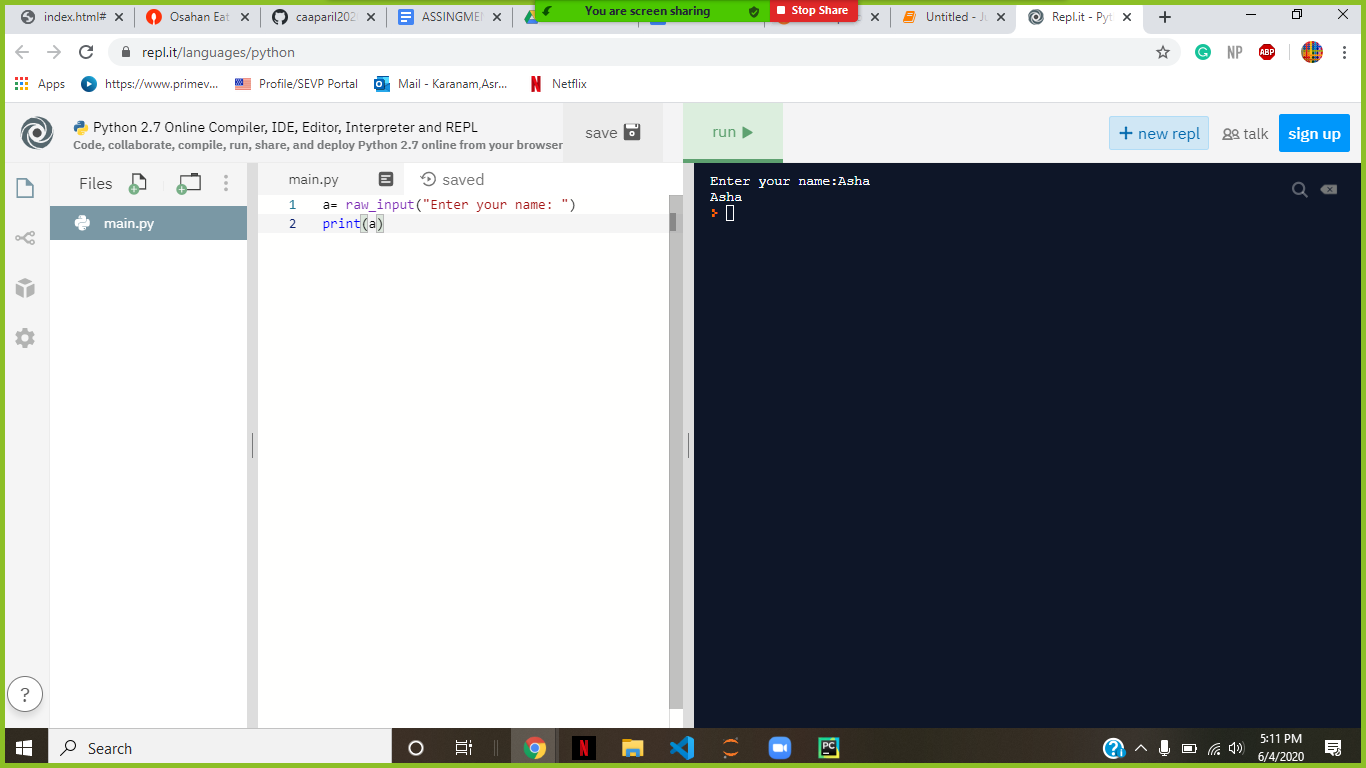 index.html#
Osahan Eat
caaparil202
ASSINGMEN
You are screen sharing
Stop Share
Untitled - Ju
Repl.it - Pyt
repl.it/languages/python
NP
ABP
Apps
https://www.primev...
Profile/SEVP Portal
Mail - Karanam,Asr...
Netflix
Python 2.7 Online Compiler, IDE, Editor, Interpreter and REPL
Code, collaborate, compile, run, share, and deploy Python 2.7 online from your browser
save
run
+ new repl
talk
sign up
Files
main.py
saved
main.py
1 a= raw_input("Enter your name: ")
2 print(a)
Enter your name:Asha
Asha
?
Search
PC
5:11 PM
6/4/2020